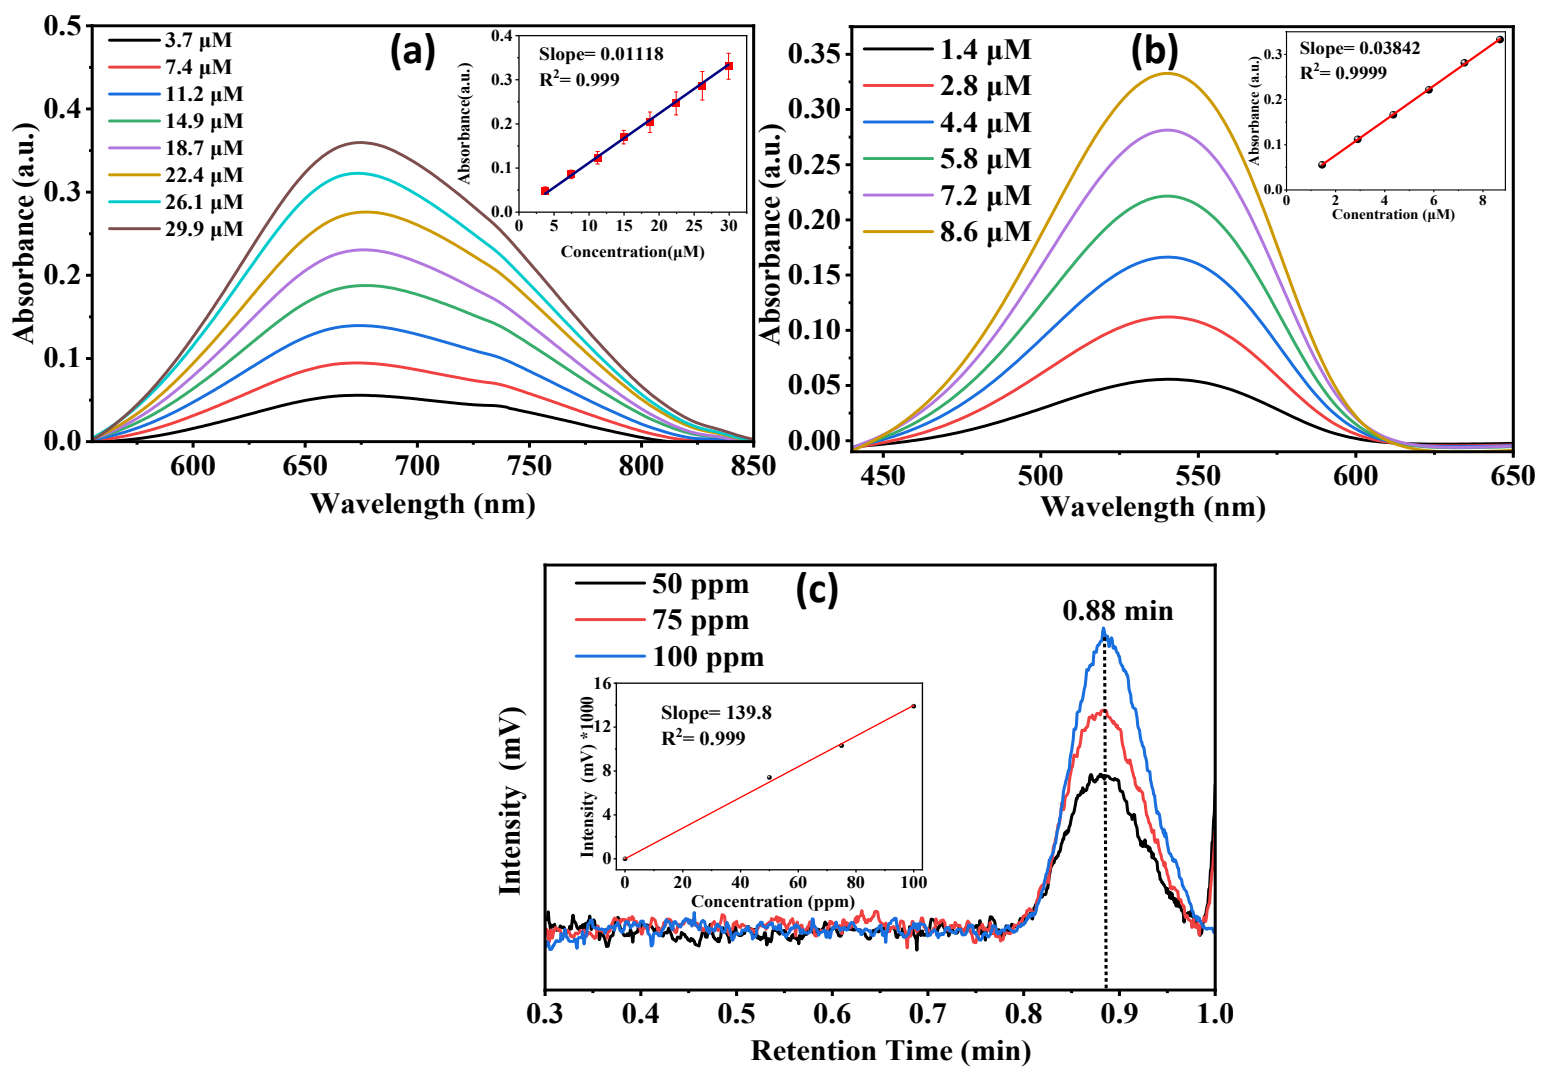 (a)
3.7 μM
7.4 μM
11.2 μM
14.9 μM
18.7 μM
22.4 μM
26.1 μM
29.9 μM
Slope= 0.01118
R²= 0.999
Absorbance(a.u.)
0.4
0.3
0.2
0.1
0.0
0 5 10 15 20 25 30
Concentration(μM)
Absorbance (a.u.)
0.5
0.4
0.3
0.2
0.1
0.0
600 650 700 750 800 850
Wavelength (nm)
(b)
1.4 μM
2.8 μM
4.4 μM
5.8 μM
7.2 μM
8.6 μM
Slope= 0.03842
R²= 0.9999
Absorbance (a.u.)
0.3
0.2
0.1
0.0
0 2 4 6 8
Conentration (μM)
Absorbance (a.u.)
0.35
0.30
0.25
0.20
0.15
0.10
0.05
0.00
450 500 550 600 650
Wavelength (nm)
(c)
50 ppm
75 ppm
100 ppm
0.88 min
Slope= 139.8
R²= 0.999
Intensity (mV) *1000
16
12
8
4
0
0 20 40 60 80 100
Concentration (ppm)
Intensity (mV)
0.3 0.4 0.5 0.6 0.7 0.8 0.9 1.0
Retention Time (min)